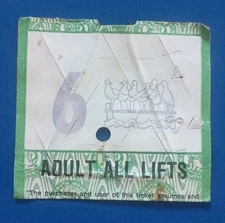 6
ADULT ALL LIFTS
"The purchaser and user of this ticket assumes and